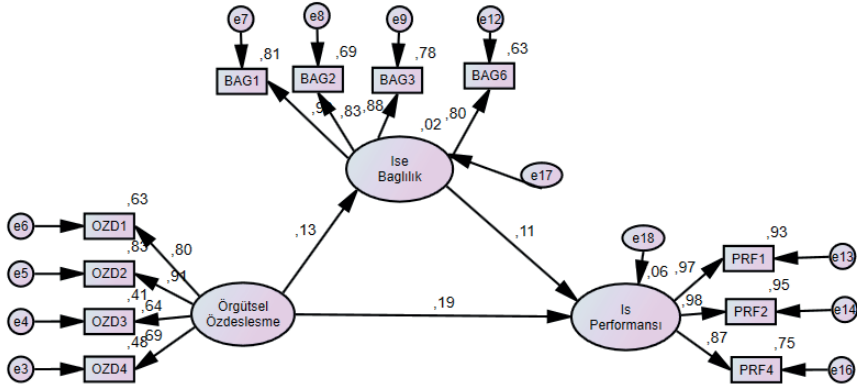 e7
e8
e9
e12
,81
,69
,78
,63
BAG1
BAG2
BAG3
BAG6
,83
,88
,02
,80
Ise
Baglılık
e17
,13
,11
,63
e6
OZD1
,80
,83
e5
OZD2
,91
,41
e4
OZD3
,64
,48
,69
e3
OZD4
Örgütsel
Özdeslesme
,19
e18
,06
,97
,93
PRF1
e13
Is
Performansı
,98
,95
PRF2
e14
,87
,75
PRF4
e16